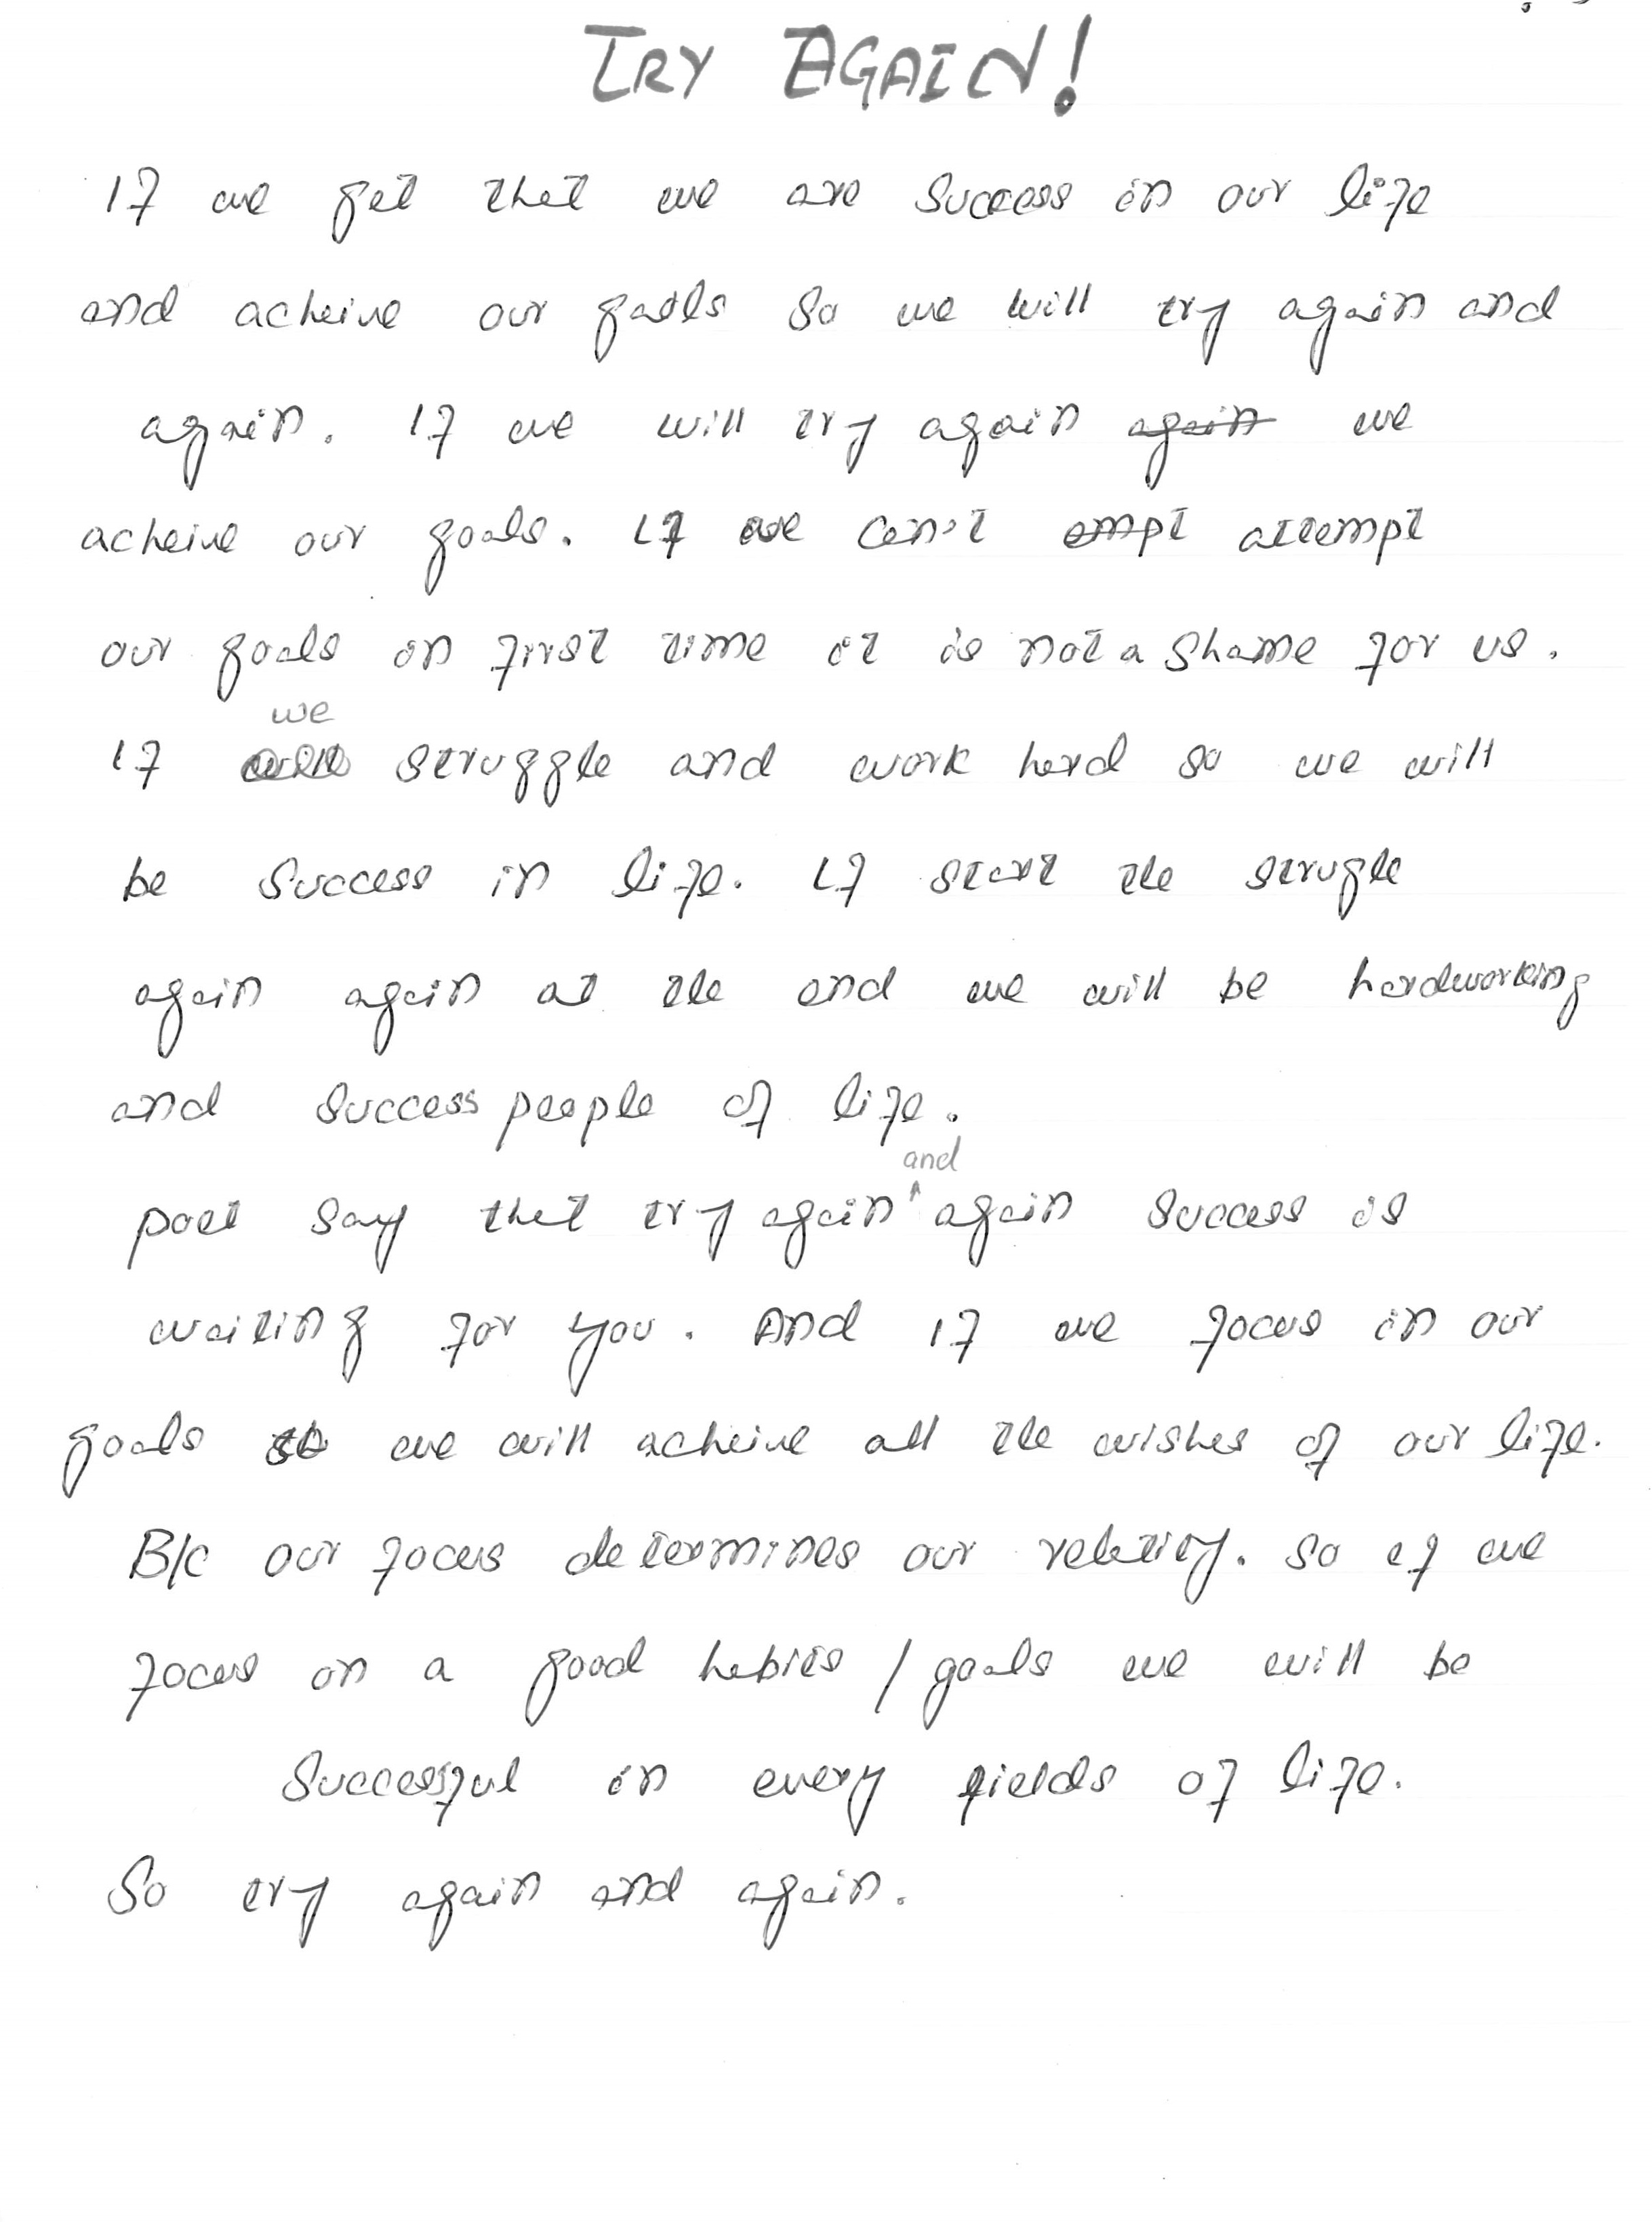 TRY AGAIN!
If we get that we are success in our life
and acheive our goals so we will try again and
again. If we will try again ~~again~~ we
acheive our goals. If we can't ~~empt~~ attempt
our goals on first time it is not a shame for us.
If we struggle and work hard so we will
be success in life. If start the strugle
again again at the end we will be hardworking
and success people of life.
poet say that try again and again success is
waiting for you. And if we focus in our
goals we will acheive all the wishes of our life.
B/c our focus determines our relatiey. so if we
focus on a good habits / goals we will be
successful in every fields of life.
So try again and again.